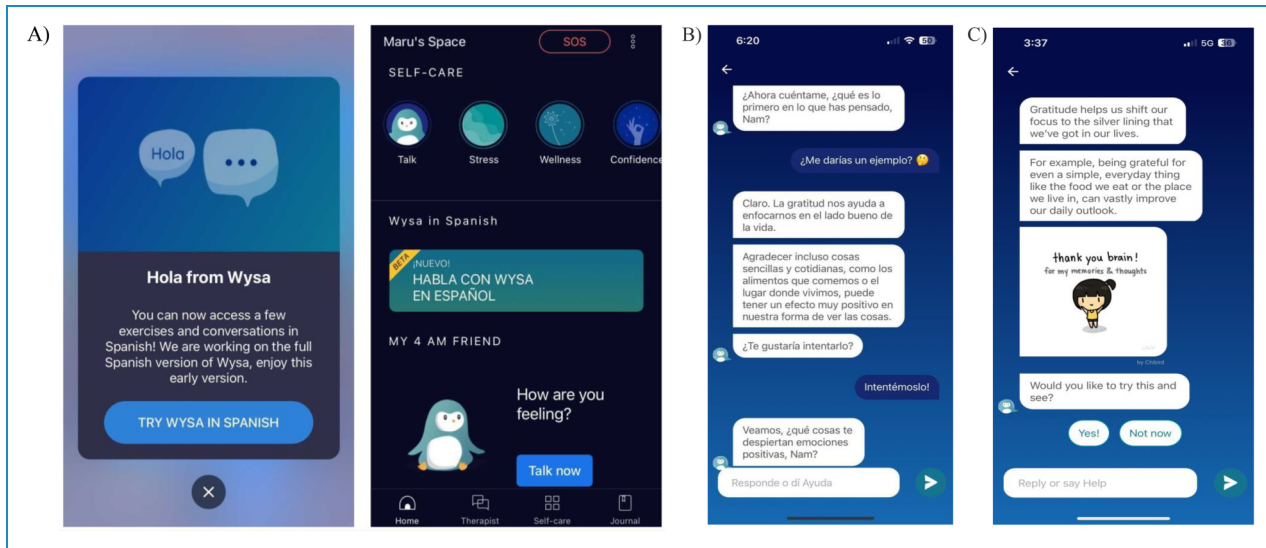 A)
Hola
Hola from Wysa
You can now access a few
exercises and conversations in
Spanish! We are working on the full
Spanish version of Wysa, enjoy this
early version.
TRY WYSA IN SPANISH
Maru's Space
SOS
SELF-CARE
Talk
Stress
Wellness
Confidence
Wysa in Spanish
BETA
¡NUEVO!
HABLA CON WYSA
EN ESPAÑOL
MY 4 AM FRIEND
How are you
feeling?
Talk now
Home
Therapist
Self-care
Journal
B)
6:20
59
¿Ahora cuéntame, ¿qué es lo
primero en lo que has pensado,
Nam?
¿Me darías un ejemplo? 🤔
Claro. La gratitud nos ayuda a
enfocarnos en el lado bueno de
la vida.
Agradecer incluso cosas
sencillas y cotidianas, como los
alimentos que comemos o el
lugar donde vivimos, puede
tener un efecto muy positivo en
nuestra forma de ver las cosas.
¿Te gustaría intentarlo?
Intentémoslo!
Veamos, ¿qué cosas te
despiertan emociones
positivas, Nam?
Responde o dí Ayuda
C)
3:37
5G 36
Gratitude helps us shift our
focus to the silver lining that
we've got in our lives.
For example, being grateful for
even a simple, everyday thing
like the food we eat or the place
we live in, can vastly improve
our daily outlook.
thank you brain!
for my memories & thoughts
by Chibird
Would you like to try this and
see?
Yes!
Not now
Reply or say Help